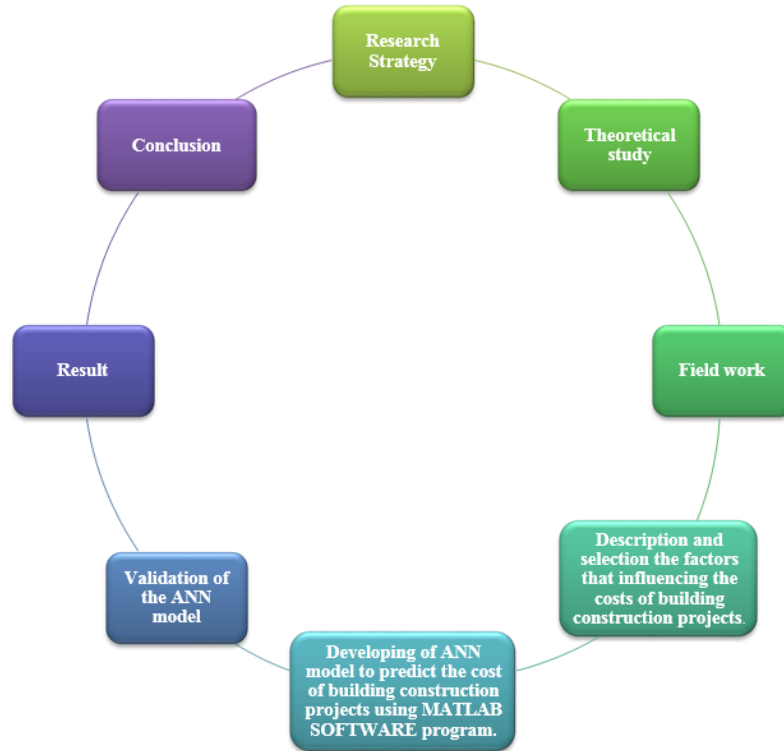 Research
Strategy
Theoretical
study
Field work
Description and
selection the factors
that influencing the
costs of building
construction projects.
Developing of ANN
model to predict the cost
of building construction
projects using MATLAB
SOFTWARE program.
Validation of
the ANN
model
Result
Conclusion